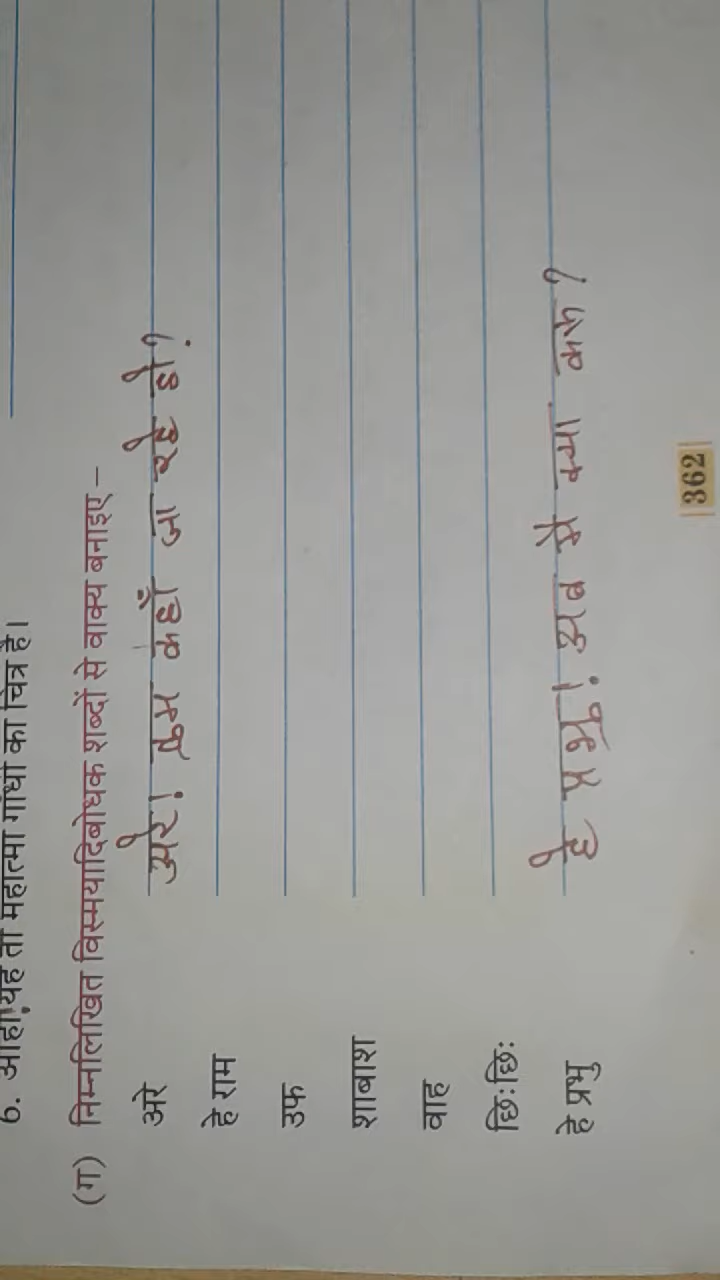 6. आहा, यह तो महात्मा गाँधी का चित्र है।
(ग) निम्नलिखित विस्मयादिबोधक शब्दों से वाक्य बनाइए –
अरे अरे! तुम कहाँ जा रहे हो?
हे राम
उफ
शाबाश
वाह
छिःछिः
हे प्रभु हे प्रभु! अब मै क्या करू?
362